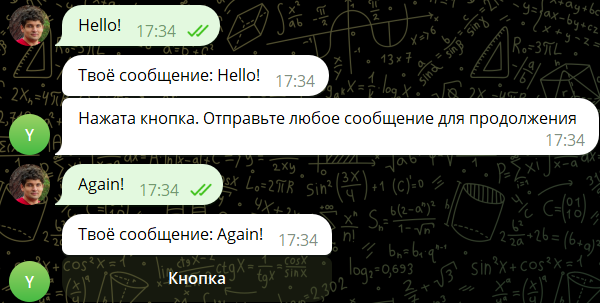 Hello! 17:34
Твоё сообщение: Hello! 17:34
Нажата кнопка. Отправьте любое сообщение для продолжения
17:34
Y
Again! 17:34
Твоё сообщение: Again! 17:34
Y
Кнопка